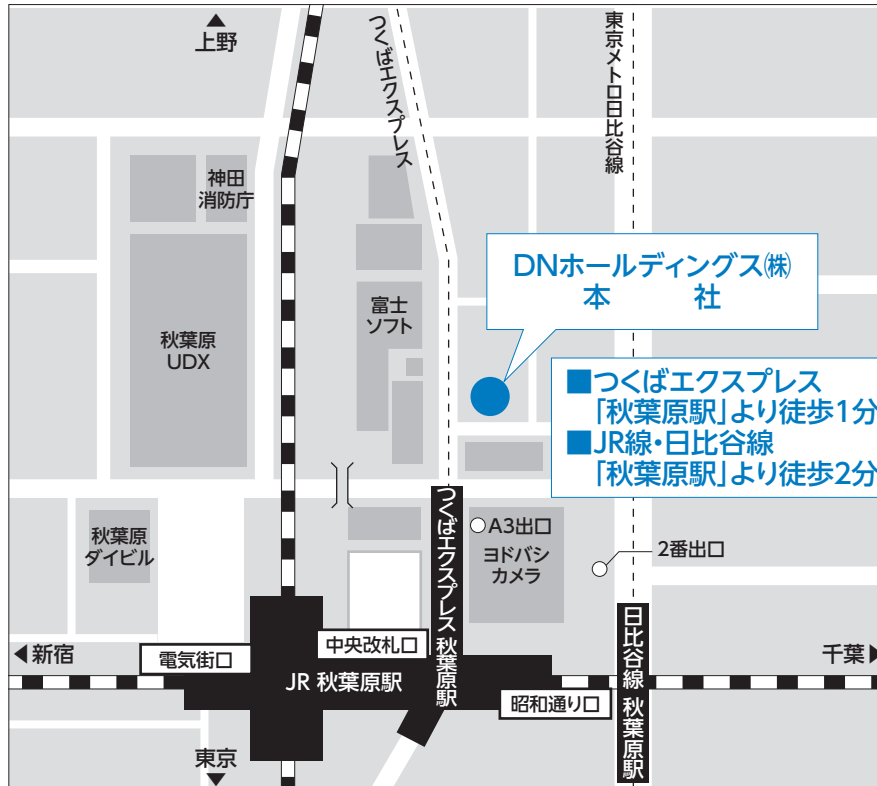 上野
つくばエクスプレス
東京メトロ日比谷線
神田
消防庁
DNホールディングス㈱
本　　社
富士
ソフト
秋葉原
UDX
■つくばエクスプレス
「秋葉原駅」より徒歩1分
■JR線・日比谷線
「秋葉原駅」より徒歩2分
つくばエクスプレス 秋葉原駅
A3出口
ヨドバシ
カメラ
2番出口
秋葉原
ダイビル
日比谷線 秋葉原駅
新宿
電気街口
中央改札口
千葉
JR 秋葉原駅
昭和通り口
東京